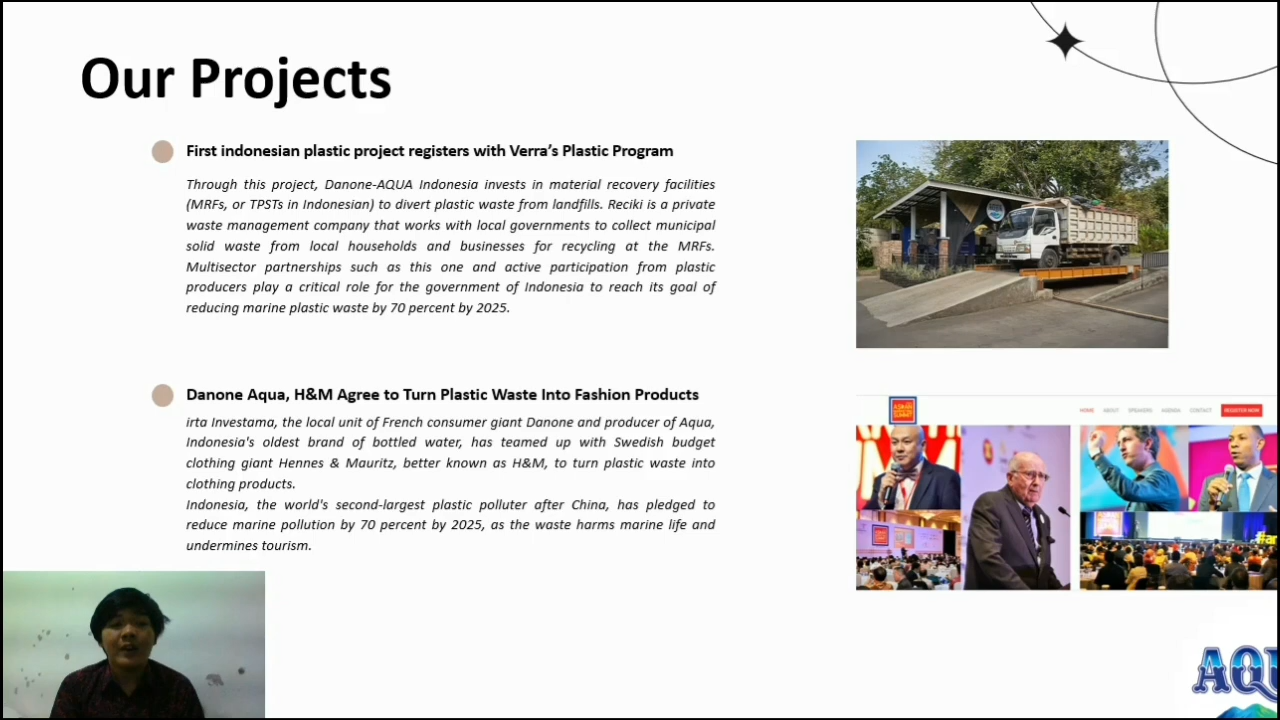 Our Projects
First indonesian plastic project registers with Verra’s Plastic Program
Through this project, Danone-AQUA Indonesia invests in material recovery facilities
(MRFs, or TPSTs in Indonesian) to divert plastic waste from landfills. Reciki is a private
waste management company that works with local governments to collect municipal
solid waste from local households and businesses for recycling at the MRFs.
Multisector partnerships such as this one and active participation from plastic
producers play a critical role for the government of Indonesia to reach its goal of
reducing marine plastic waste by 70 percent by 2025.
Danone Aqua, H&M Agree to Turn Plastic Waste Into Fashion Products
irta Investama, the local unit of French consumer giant Danone and producer of Aqua,
Indonesia's oldest brand of bottled water, has teamed up with Swedish budget
clothing giant Hennes & Mauritz, better known as H&M, to turn plastic waste into
clothing products.
Indonesia, the world's second-largest plastic polluter after China, has pledged to
reduce marine pollution by 70 percent by 2025, as the waste harms marine life and
undermines tourism.
HOME ABOUT SPEAKERS AGENDA CONTACT REGISTER NOW
AQU